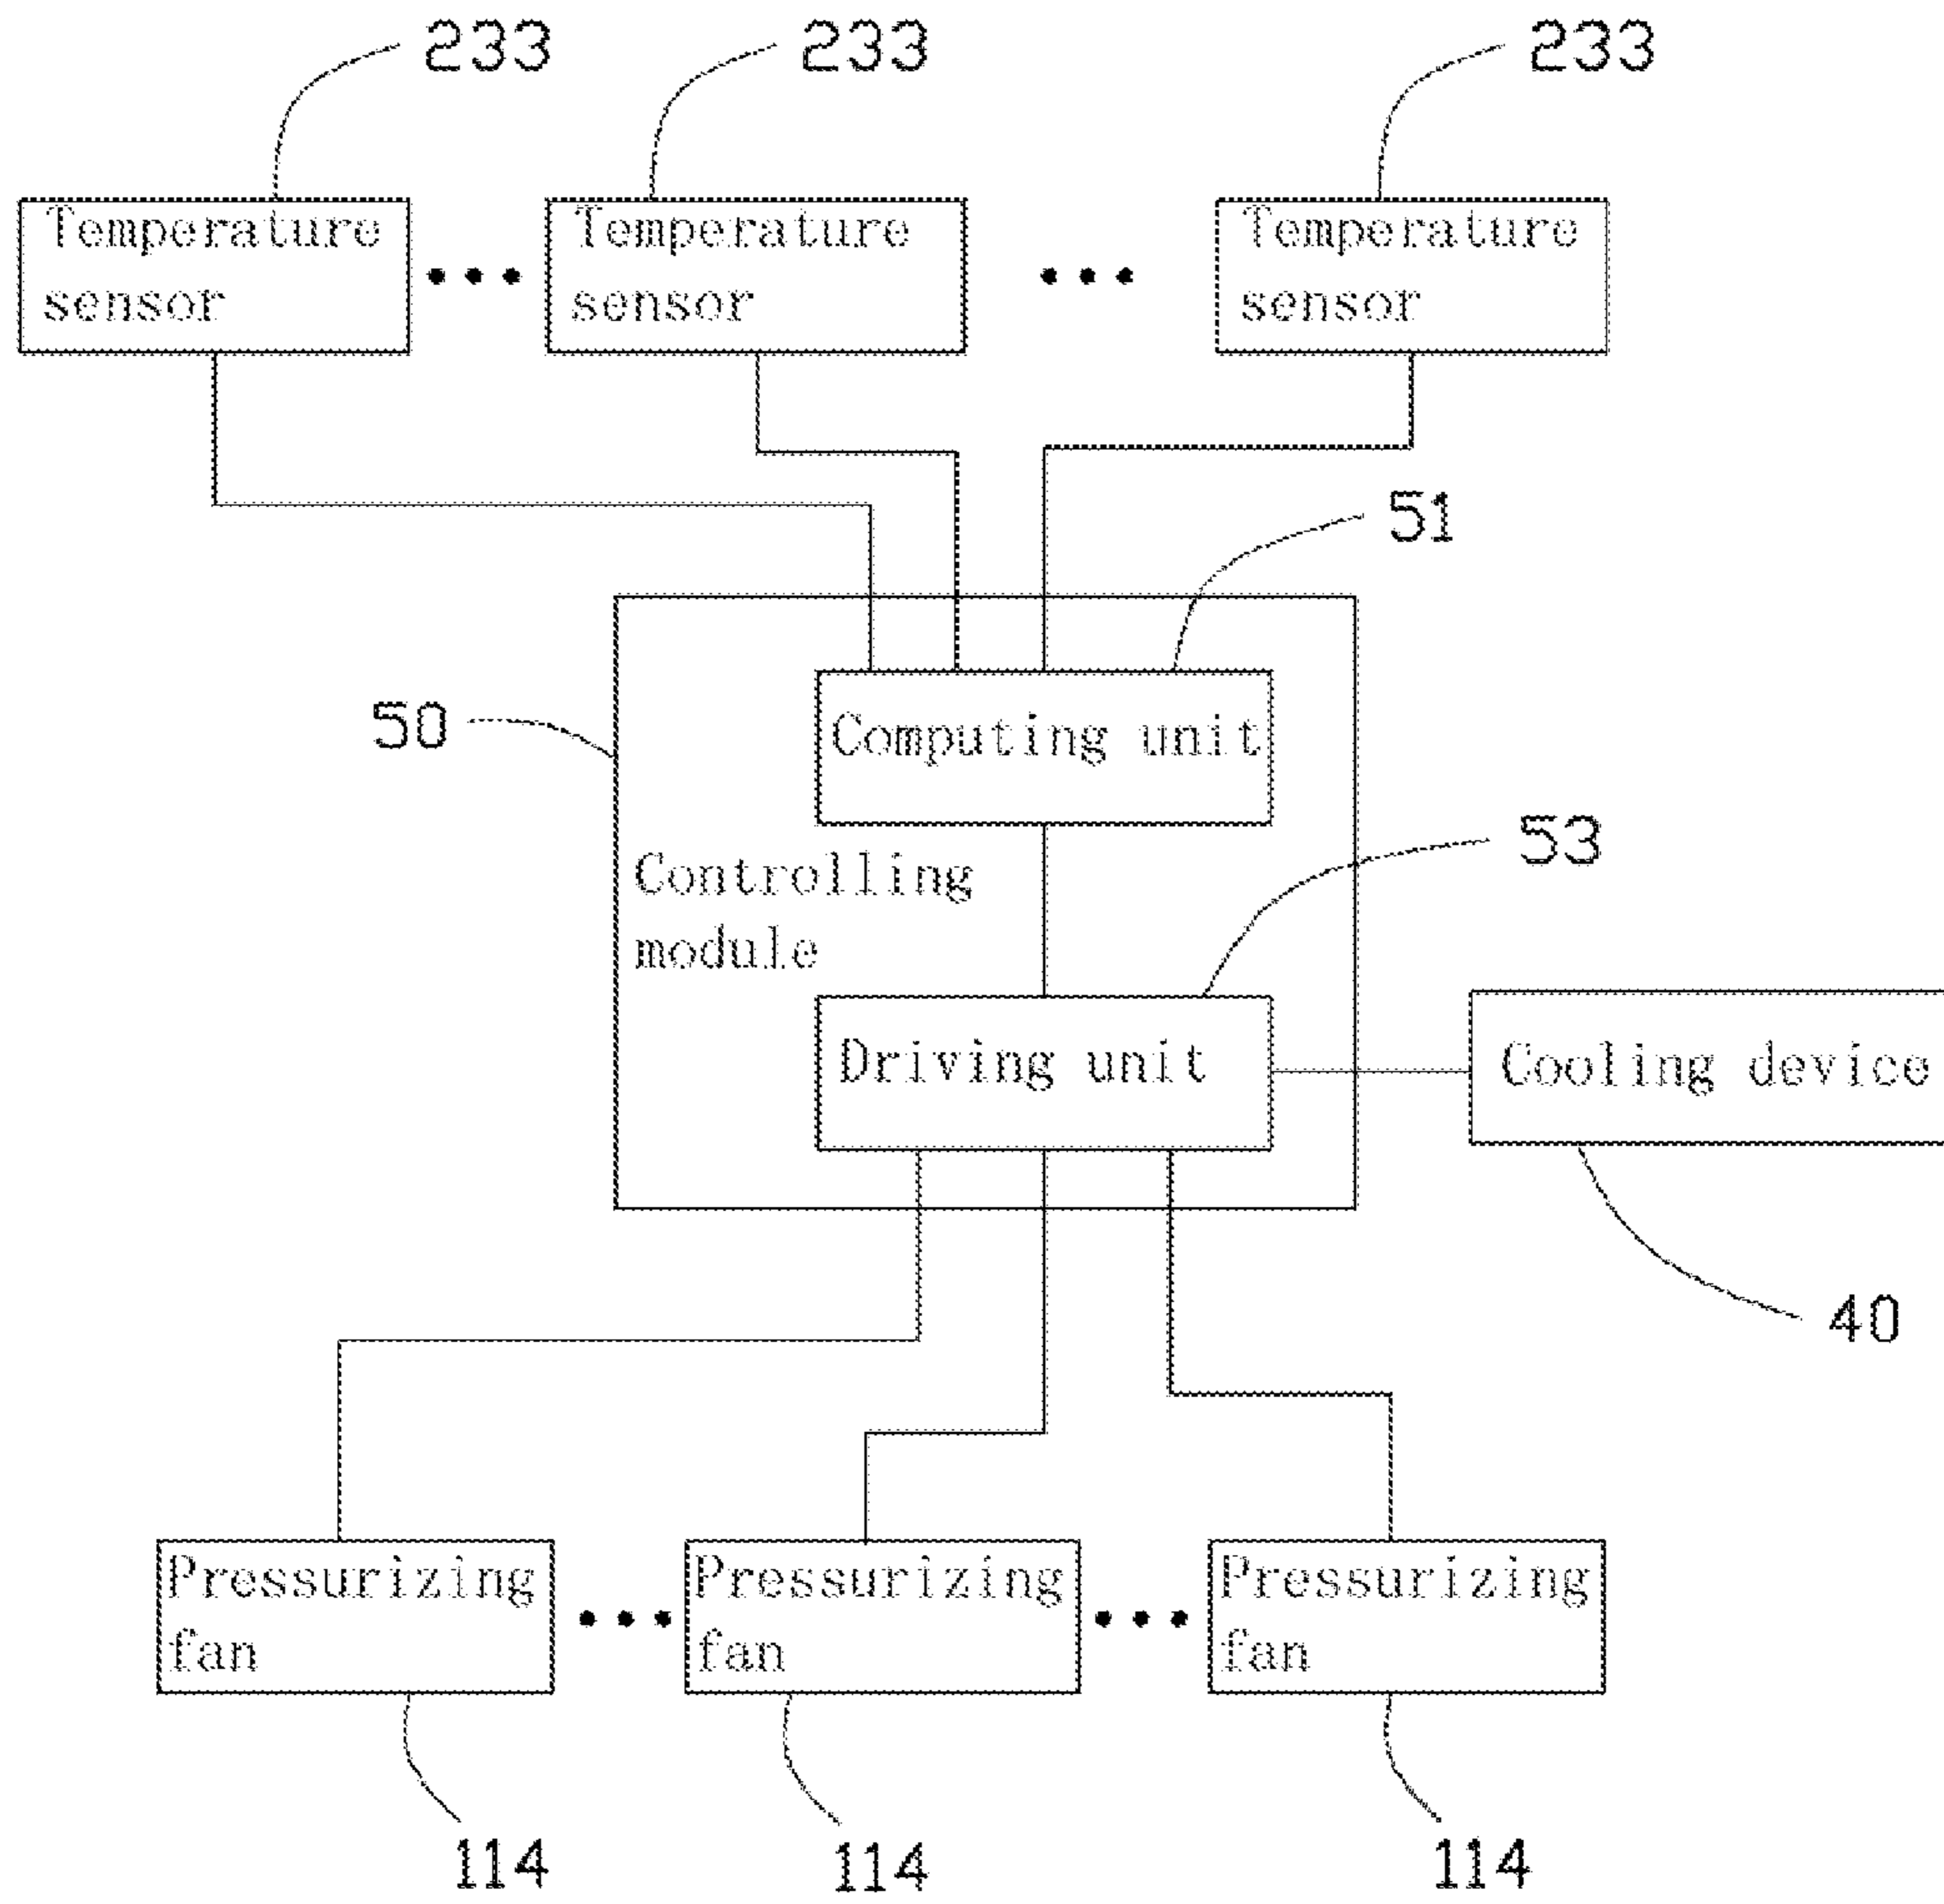 233 233 233
Temperature Temperature Temperature
sensor sensor sensor
51
50
Computing unit
53
Controlling
module
Driving unit
Cooling device
40
Pressurizing Pressurizing Pressurizing
fan fan fan
114 114 114